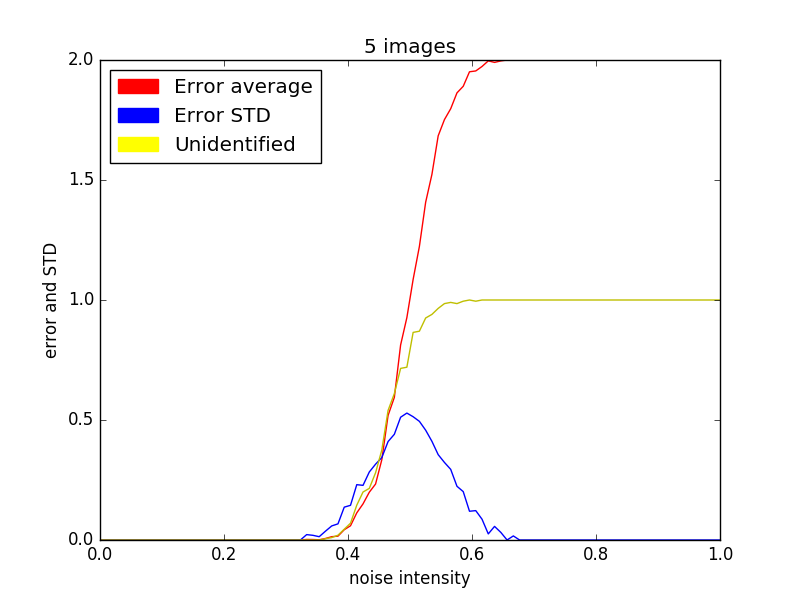 5 images
Error average
Error STD
Unidentified
2.0
1.5
1.0
0.5
0.0
error and STD
0.0 0.2 0.4 0.6 0.8 1.0
noise intensity